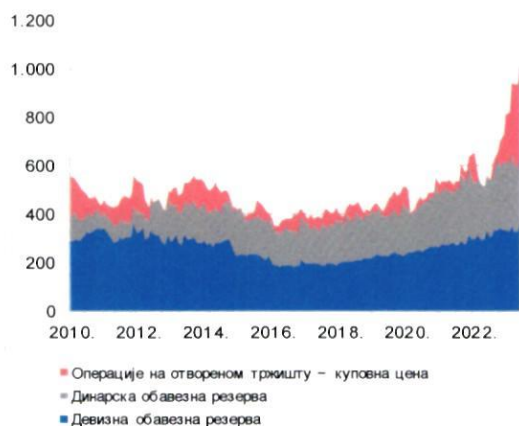 1.200
1.000
800
600
400
200
0
2010. 2012. 2014. 2016. 2018. 2020. 2022.
Операције на отвореном тржишту – куповна цена
Динарска обавезна резерва
Девизна обавезна резерва